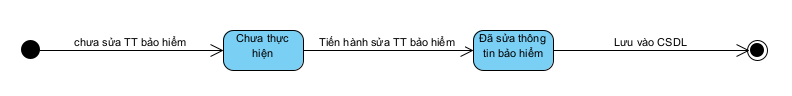 chưa sửa TT bảo hiểm
Chưa thực
hiện
Tiến hành sửa TT bảo hiểm
Đã sửa thông
tin bảo hiểm
Lưu vào CSDL